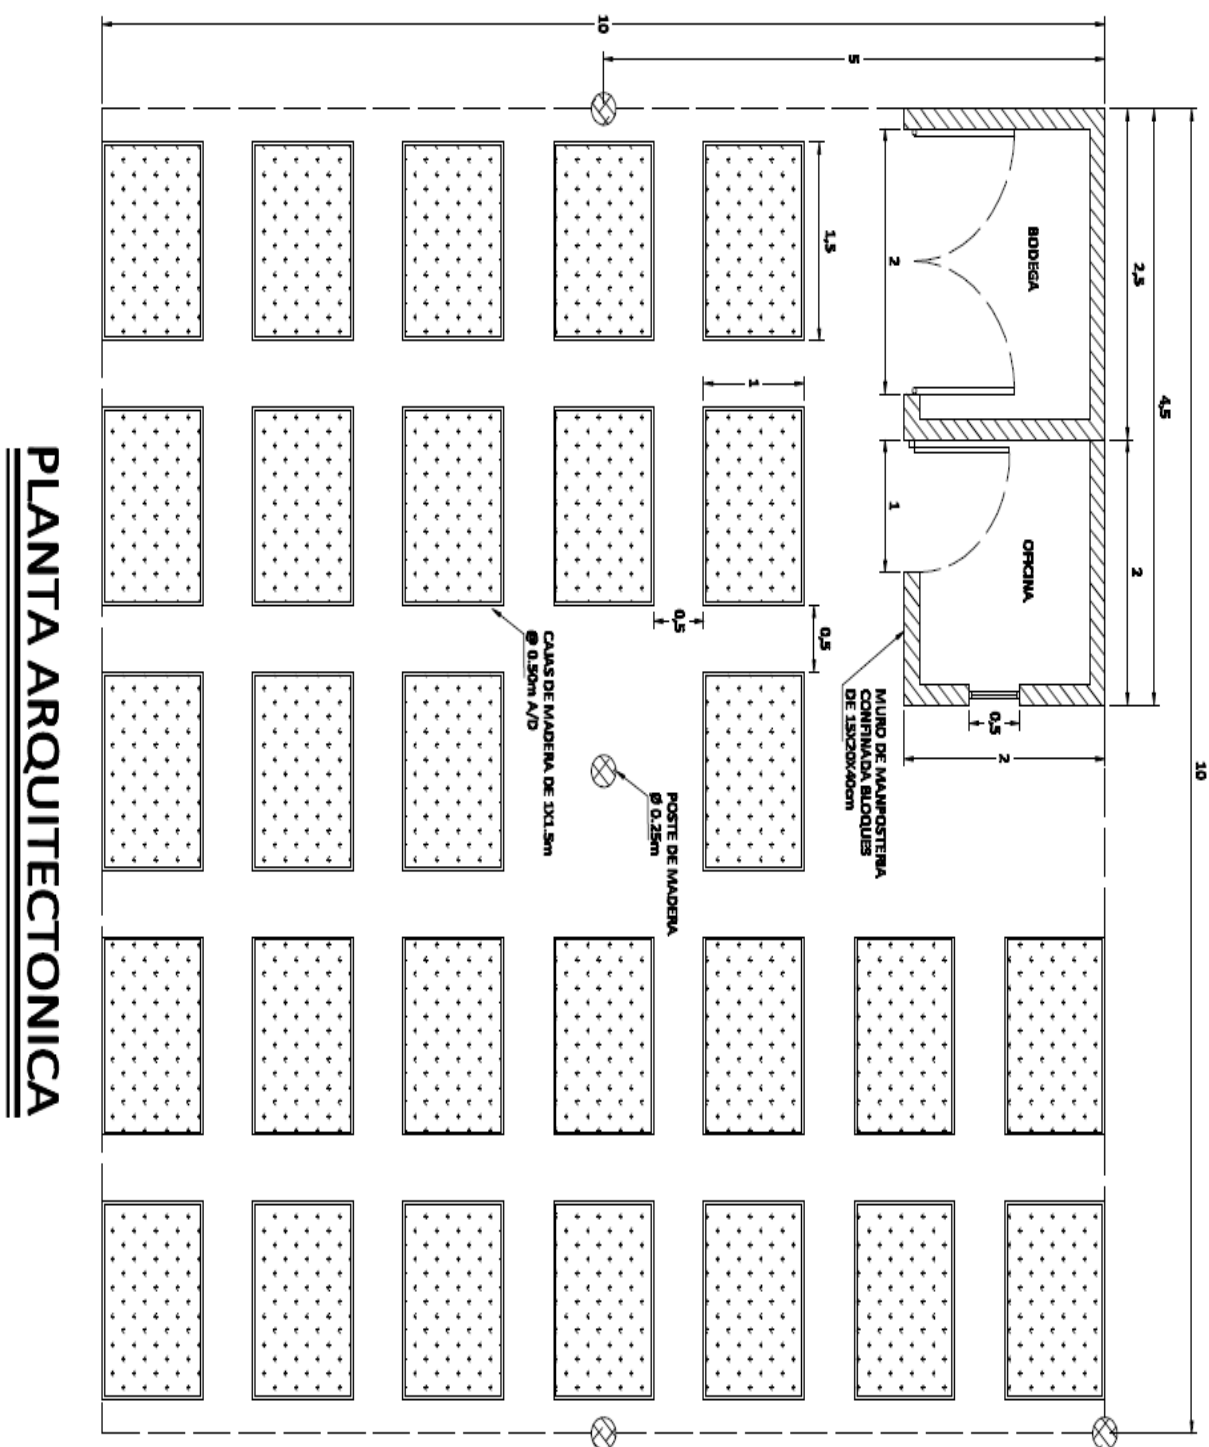 10
5
10
4,5
2,5
2
BODEGA
2
1,5
OFICINA
1
1
0,5
0,5
0,5
2
MURO DE MAMPOSTERIA
CONFINADA BLOQUES
DE 15X20X40cm
CAJAS DE MADERA DE 1X1.5m
@ 0.50m A/D
POSTE DE MADERA
Ø 0.25m
PLANTA ARQUITECTONICA